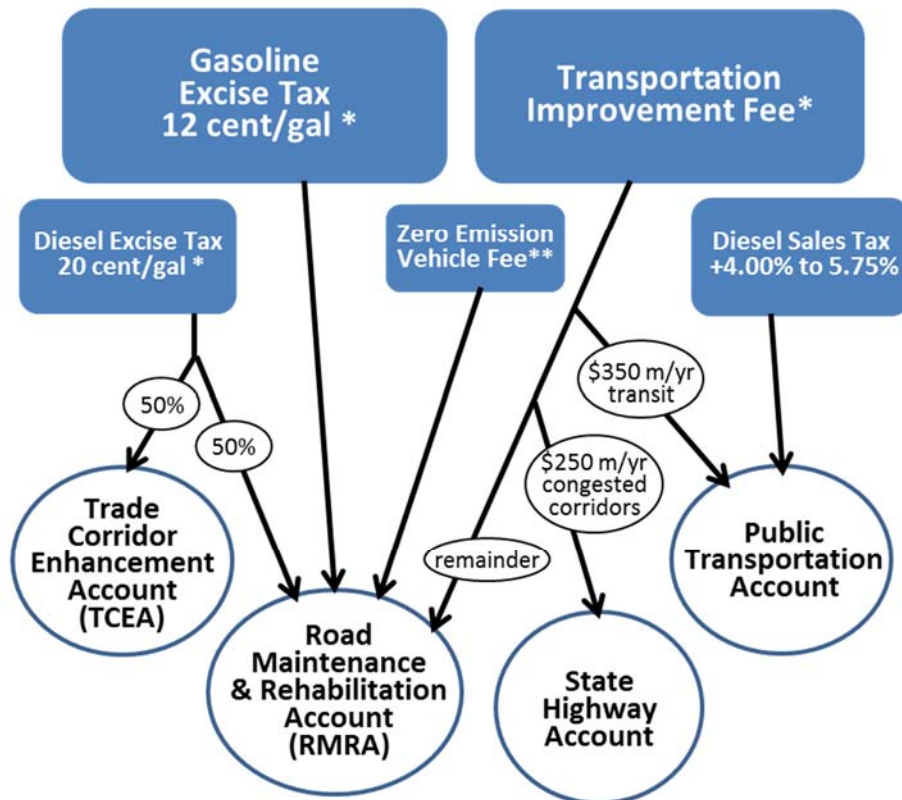 Gasoline
Excise Tax
12 cent/gal *
Transportation
Improvement Fee*
Diesel Excise Tax
20 cent/gal *
Zero Emission
Vehicle Fee**
Diesel Sales Tax
+4.00% to 5.75%
$350 m/yr
transit
50%
50%
$250 m/yr
congested
corridors
remainder
Trade
Corridor
Enhancement
Account
(TCEA)
Road
Maintenance
& Rehabilitation
Account
(RMRA)
State
Highway
Account
Public
Transportation
Account